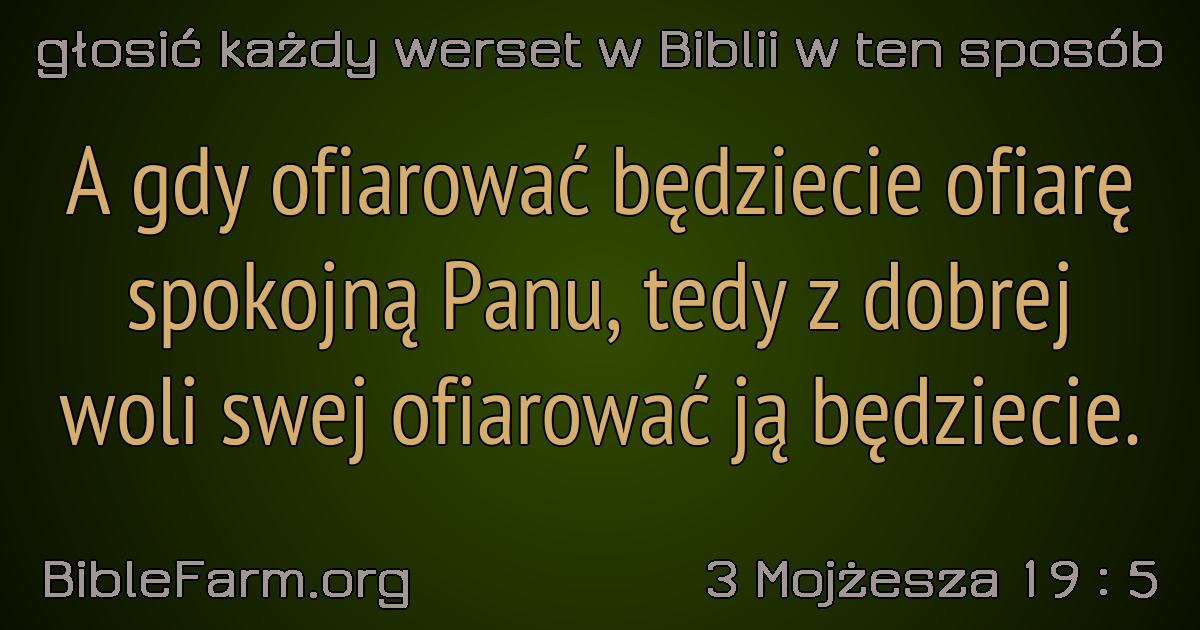 głosić każdy werset w Biblii w ten sposób
A gdy ofiarować będziecie ofiarę
spokojną Panu, tedy z dobrej
woli swej ofiarować ją będziecie.
BibleFarm.org
3 Mojżesza 19 : 5